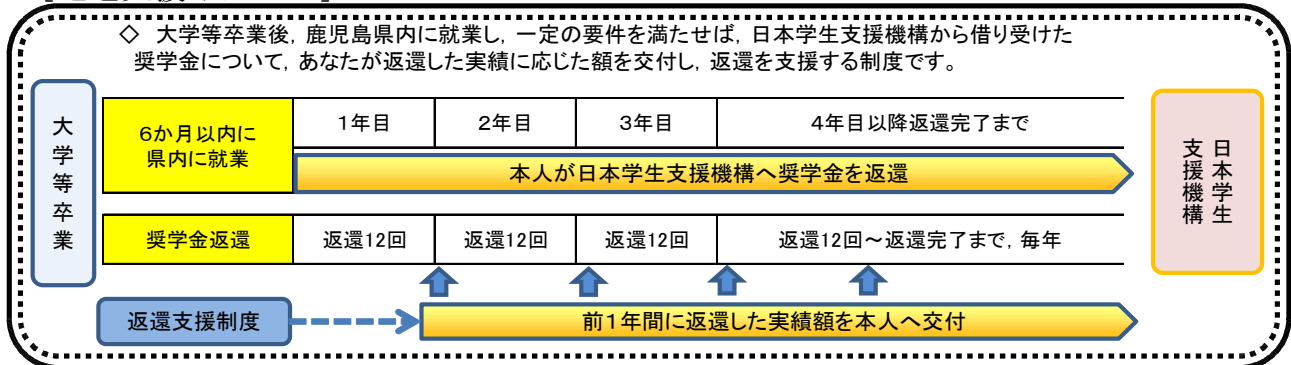 ◇ 大学等卒業後，鹿児島県内に就業し，一定の要件を満たせば，日本学生支援機構から借り受けた
奨学金について，あなたが返還した実績に応じた額を交付し，返還を支援する制度です。
大学等卒業
6か月以内に
県内に就業
1年目
2年目
3年目
4年目以降返還完了まで
本人が日本学生支援機構へ奨学金を返還
日本学生
支援機構
奨学金返還
返還12回
返還12回
返還12回
返還12回～返還完了まで，毎年
返還支援制度
前1年間に返還した実績額を本人へ交付